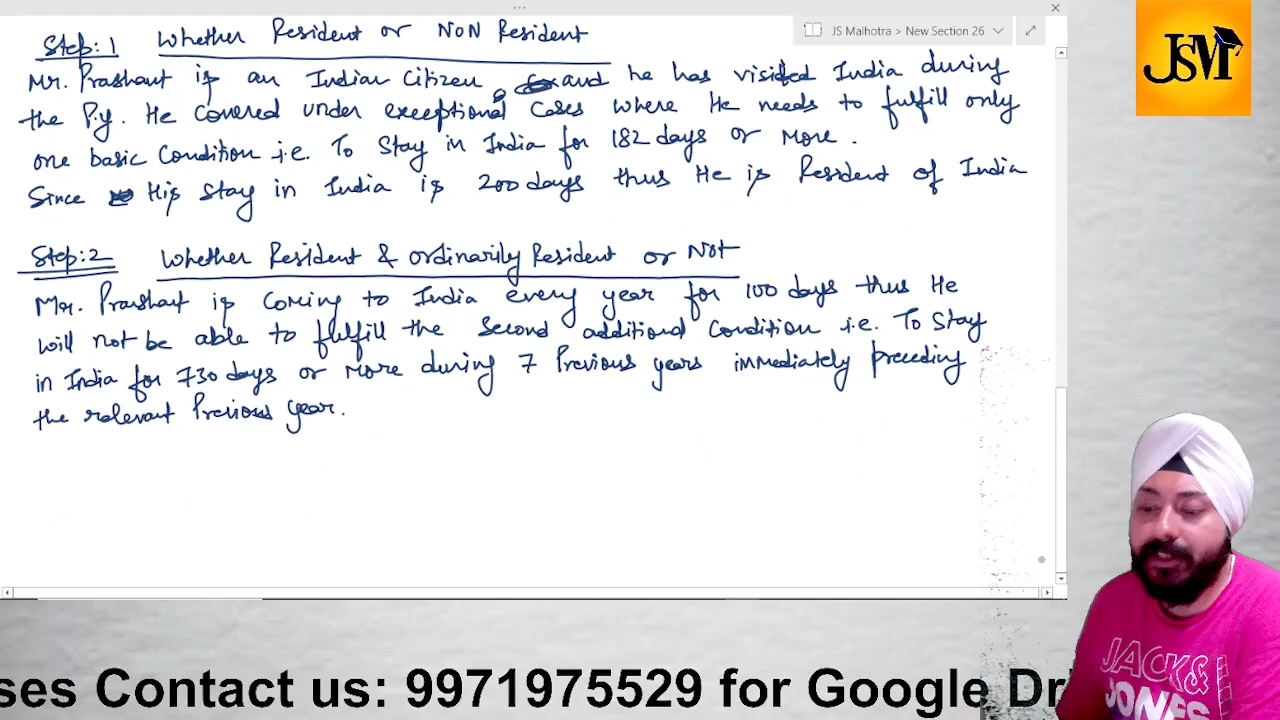 JS Malhotra > New Section 26
JSM
Step: 1 Whether Resident or NoN Resident
Mr. Prashant is an Indian Citizen, and he has visited India during
the P.y. He Covered under exceptional Cases where He needs to fulfill only
one basic Condition i.e. To Stay in India for 182 days or More.
Since His Stay in India is 200 days thus He is Resident of India
Step: 2 Whether Resident & ordinarily Resident or Not
Mr. Prashant is Coming to India every year for 100 days thus He
will not be able to fulfill the Second additional Condition i.e. To Stay
in India for 730 days or More during 7 Previous years immediately preceding
the relevant Previous year.
JACK&
JONES
ses Contact us: 9971975529 for Google Dri